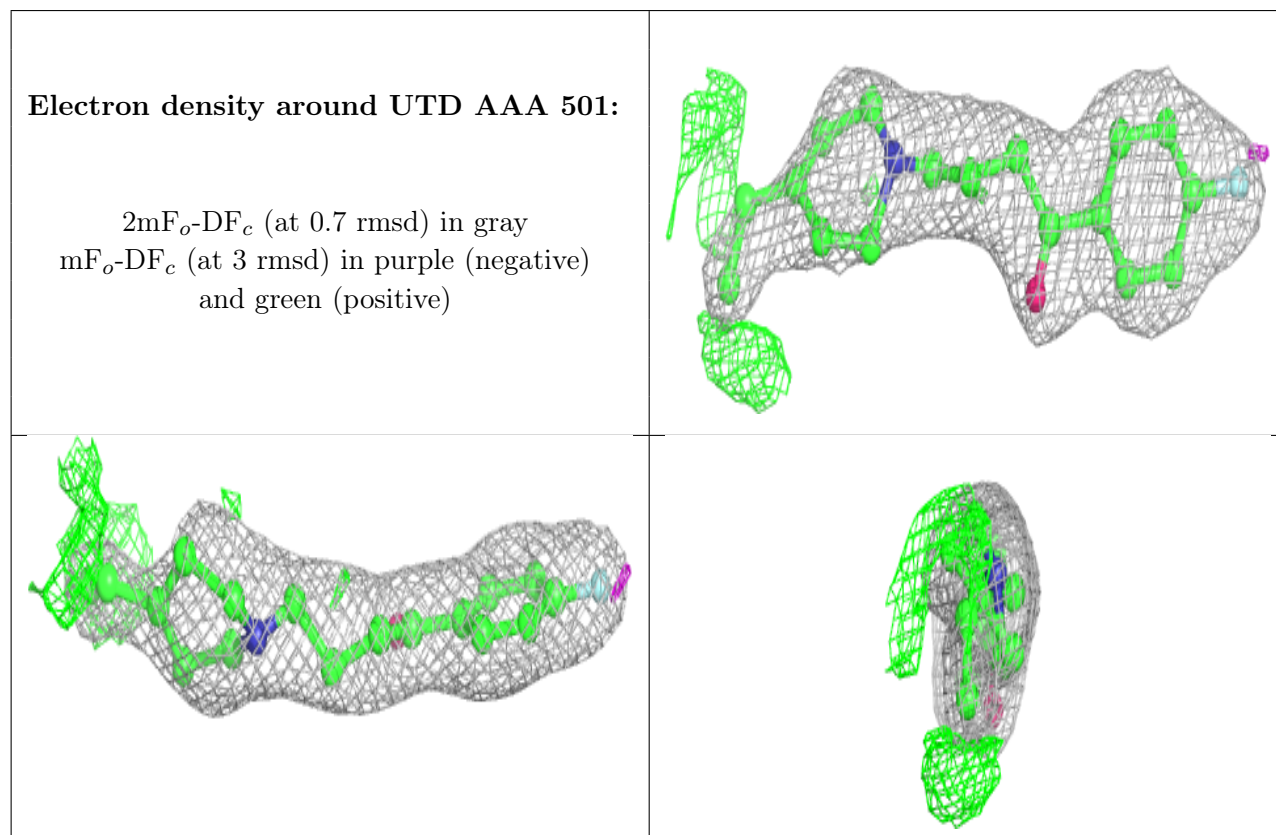 Electron density around UTD AAA 501:
2mFₒ-DF𝒸 (at 0.7 rmsd) in gray
mFₒ-DF𝒸 (at 3 rmsd) in purple (negative)
and green (positive)